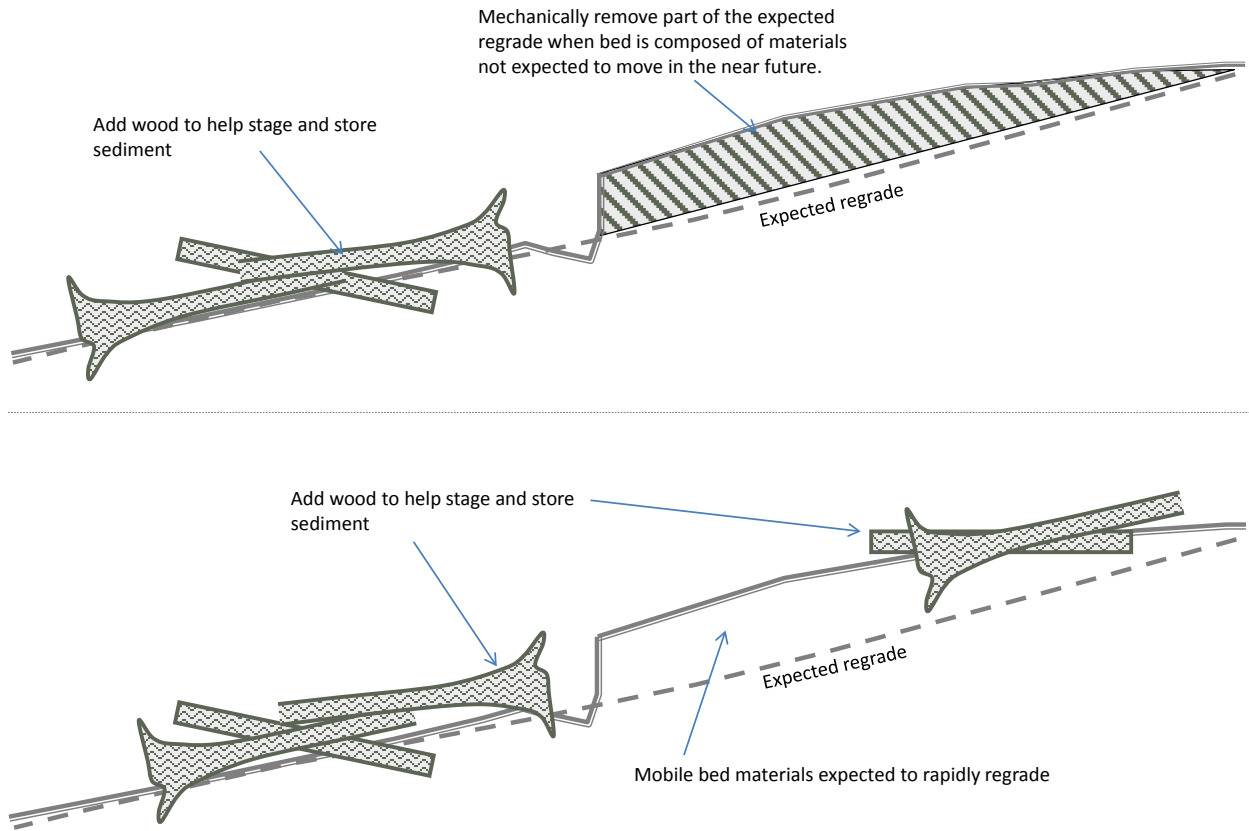 Mechanically remove part of the expected
regrade when bed is composed of materials
not expected to move in the near future.
Add wood to help stage and store
sediment
Expected regrade
Add wood to help stage and store
sediment
Expected regrade
Mobile bed materials expected to rapidly regrade